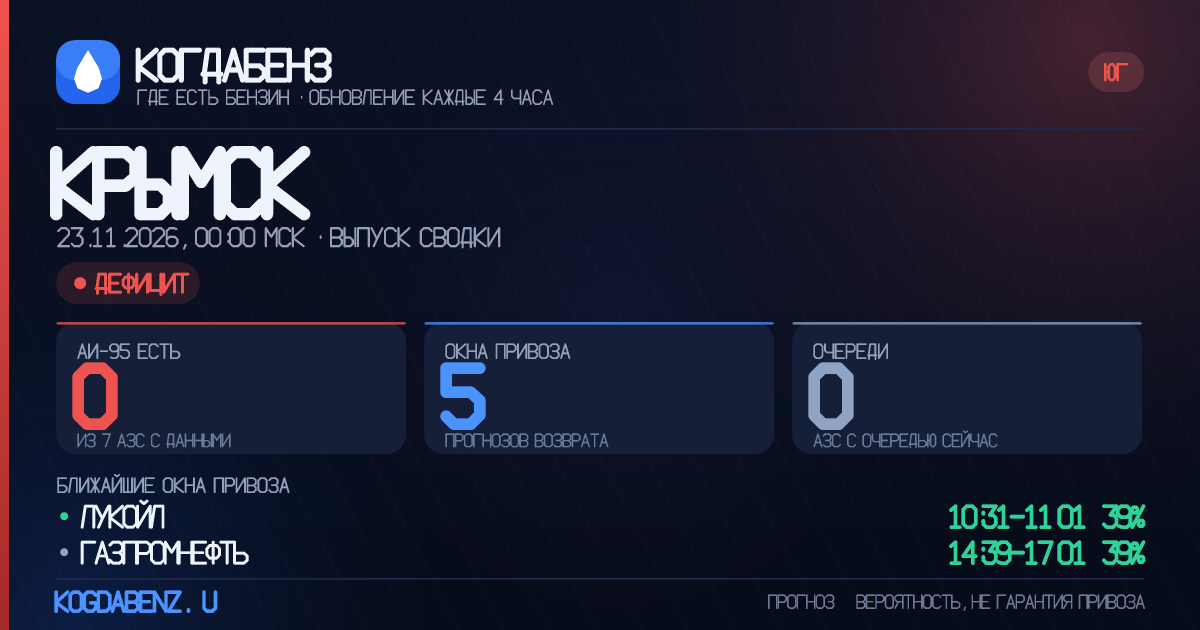 КОГДАБЕНЗ
ГДЕ ЕСТЬ БЕНЗИН · ОБНОВЛЕНИЕ КАЖДЫЕ 4 ЧАСА
ЮГ
КРЫМСК
23.11.2026, 00:00 МСК · ВЫПУСК СВОДКИ
ДЕФИЦИТ
АИ-95 ЕСТЬ
0
ИЗ 7 АЗС С ДАННЫМИ
ОКНА ПРИВОЗА
5
ПРОГНОЗОВ ВОЗВРАТА
ОЧЕРЕДИ
0
АЗС С ОЧЕРЕДЬЮ СЕЙЧАС
БЛИЖАЙШИЕ ОКНА ПРИВОЗА
• ЛУКОЙЛ 10:31-11:01 39%
• ГАЗПРОМНЕФТЬ 14:39-17:01 39%
KOGDABENZ. U
ПРОГНОЗ ВЕРОЯТНОСТЬ, НЕ ГАРАНТИЯ ПРИВОЗА